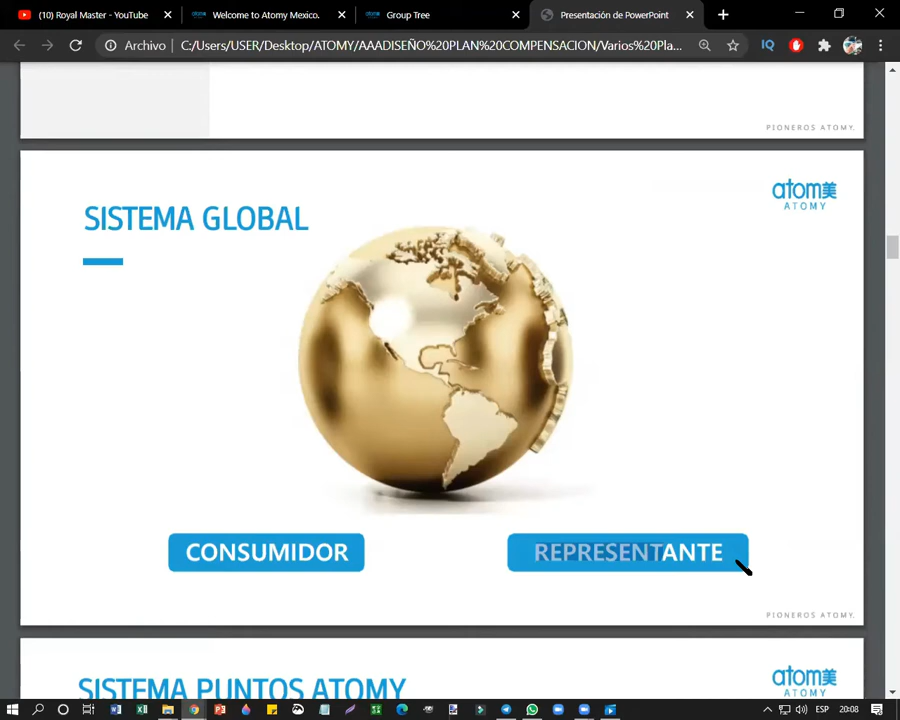 (10) Royal Master - YouTube
Welcome to Atomy Mexico.
Group Tree
Presentación de PowerPoint
Archivo
C:/Users/USER/Desktop/ATOMY/AAADISEÑO%20PLAN%20COMPENSACION/Varios%20Pla...
IQ
PIONEROS ATOMY.
SISTEMA GLOBAL
atom美
ATOMY
CONSUMIDOR
REPRESENTANTE
PIONEROS ATOMY.
SISTEMA PUNTOS ATOMY
atom美
ATOMY
ESP
20:08